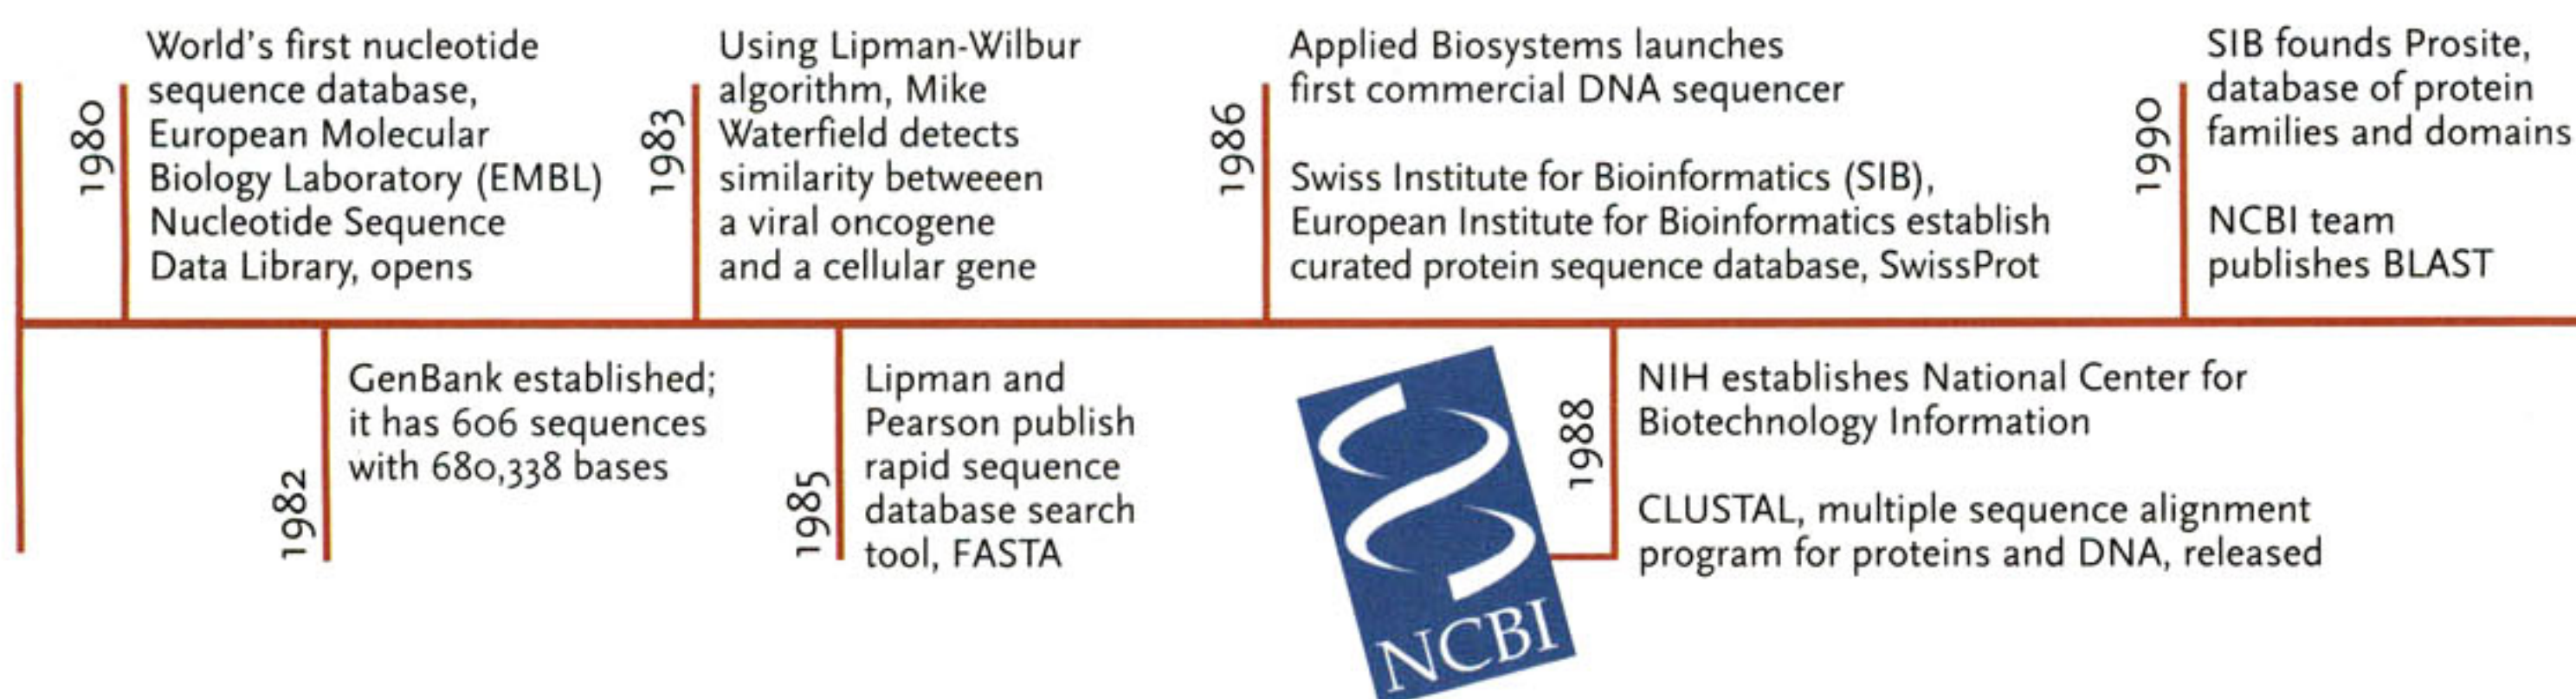 1980
World's first nucleotide
sequence database,
European Molecular
Biology Laboratory (EMBL)
Nucleotide Sequence
Data Library, opens
1982
GenBank established;
it has 606 sequences
with 680,338 bases
1983
Using Lipman-Wilbur
algorithm, Mike
Waterfield detects
similarity betweeen
a viral oncogene
and a cellular gene
1985
Lipman and
Pearson publish
rapid sequence
database search
tool, FASTA
1986
Applied Biosystems launches
first commercial DNA sequencer
Swiss Institute for Bioinformatics (SIB),
European Institute for Bioinformatics establish
curated protein sequence database, SwissProt
NCBI
1988
NIH establishes National Center for
Biotechnology Information
CLUSTAL, multiple sequence alignment
program for proteins and DNA, released
1990
SIB founds Prosite,
database of protein
families and domains
NCBI team
publishes BLAST